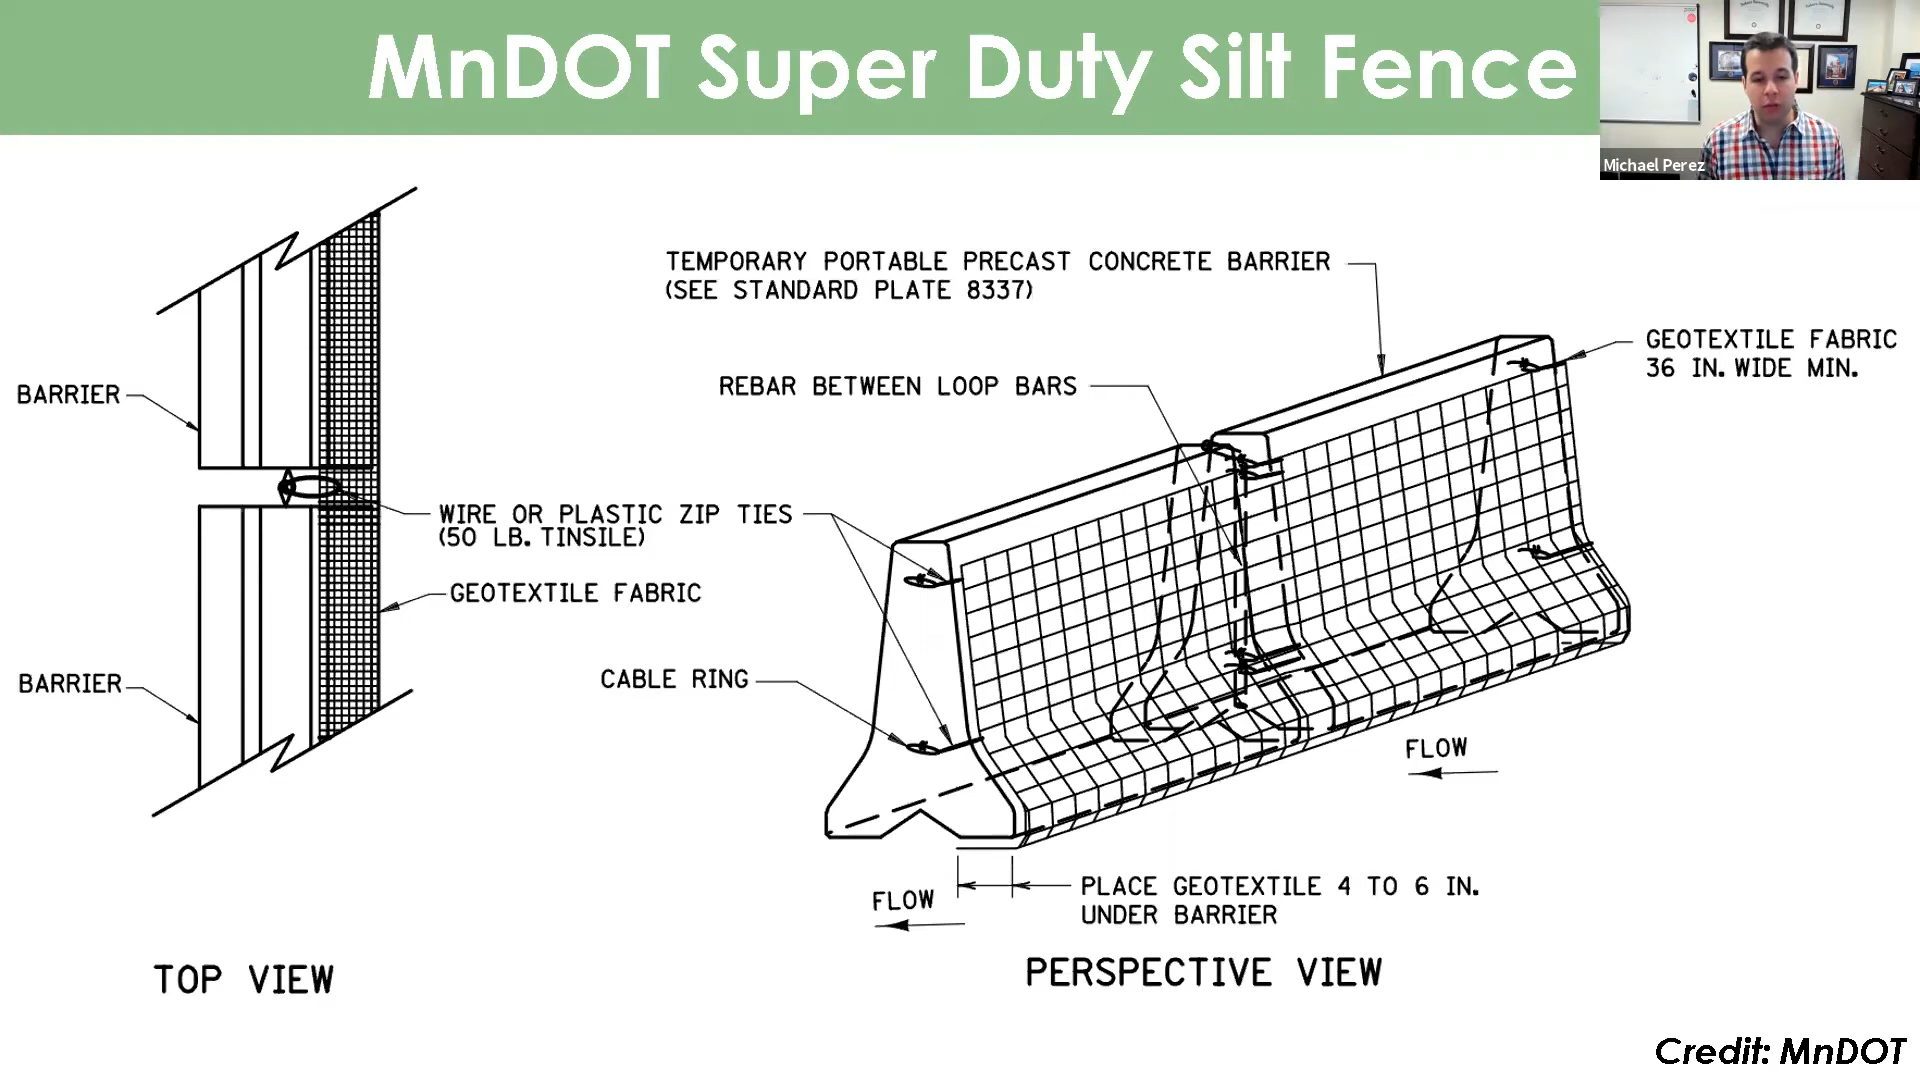 MnDOT Super Duty Silt Fence
Michael Perez
TEMPORARY PORTABLE PRECAST CONCRETE BARRIER
(SEE STANDARD PLATE 8337)
GEOTEXTILE FABRIC
36 IN. WIDE MIN.
REBAR BETWEEN LOOP BARS
BARRIER
WIRE OR PLASTIC ZIP TIES
(50 LB. TINSILE)
GEOTEXTILE FABRIC
CABLE RING
BARRIER
FLOW
PLACE GEOTEXTILE 4 TO 6 IN.
UNDER BARRIER
FLOW
TOP VIEW
PERSPECTIVE VIEW
Credit: MnDOT